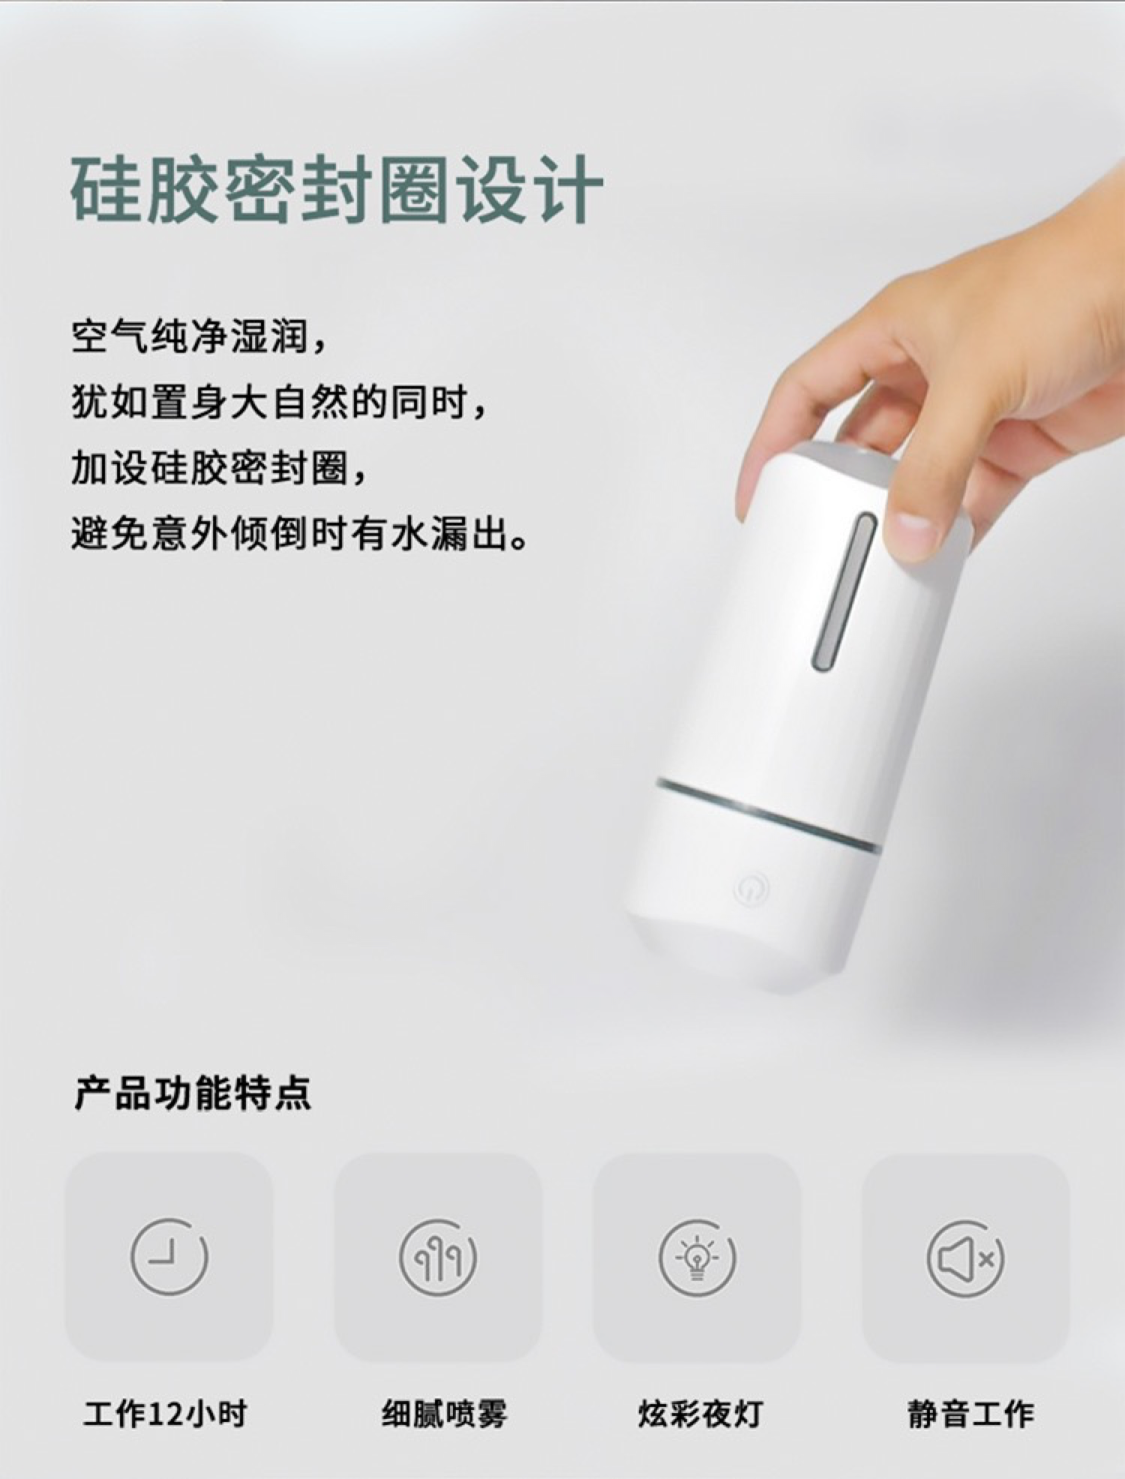 硅胶密封圈设计
空气纯净湿润，
犹如置身大自然的同时，
加设硅胶密封圈，
避免意外倾倒时有水漏出。
产品功能特点
工作12小时
细腻喷雾
炫彩夜灯
静音工作